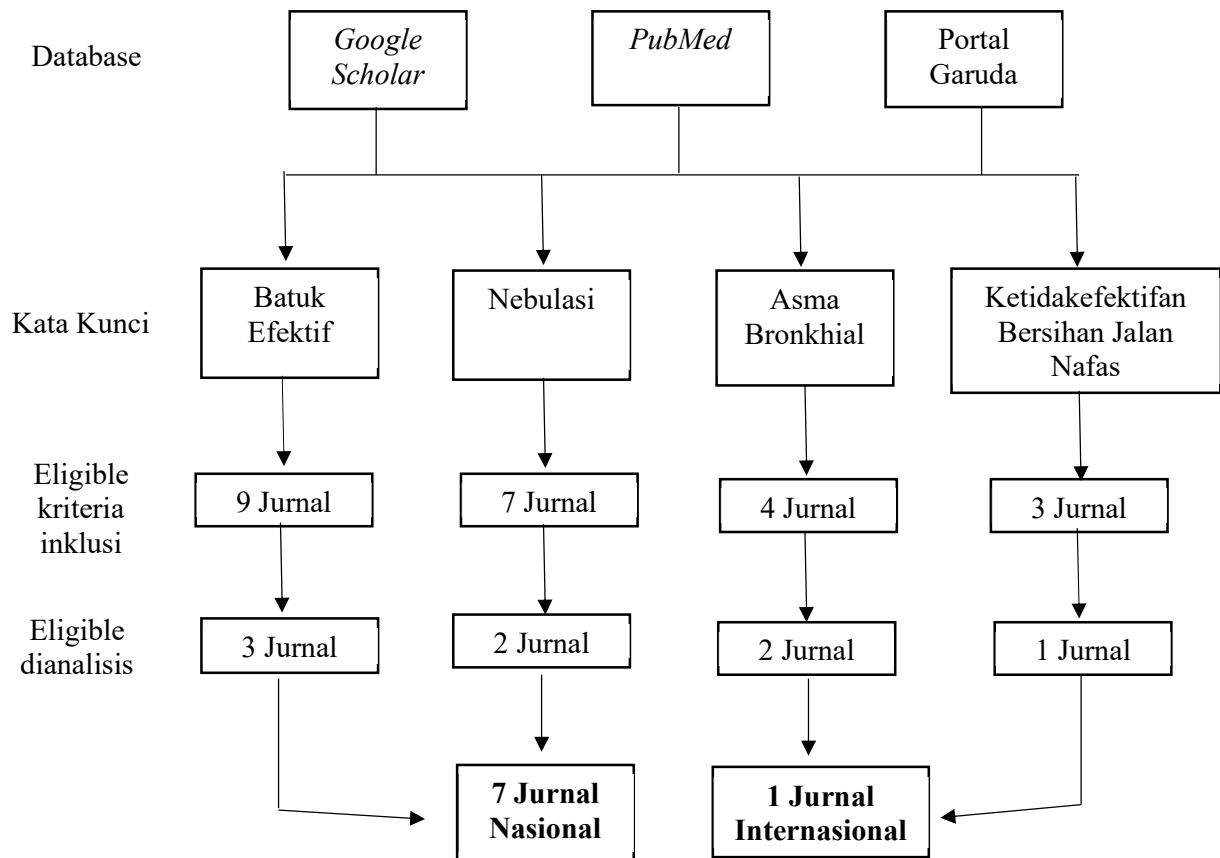 Database
Google
Scholar
PubMed
Portal
Garuda
Kata Kunci
Batuk
Efektif
Nebulasi
Asma
Bronkhial
Ketidakefektifan
Bersihan Jalan
Nafas
Eligible
kriteria
inklusi
9 Jurnal
7 Jurnal
4 Jurnal
3 Jurnal
Eligible
dianalisis
3 Jurnal
2 Jurnal
2 Jurnal
1 Jurnal
7 Jurnal
Nasional
1 Jurnal
Internasional